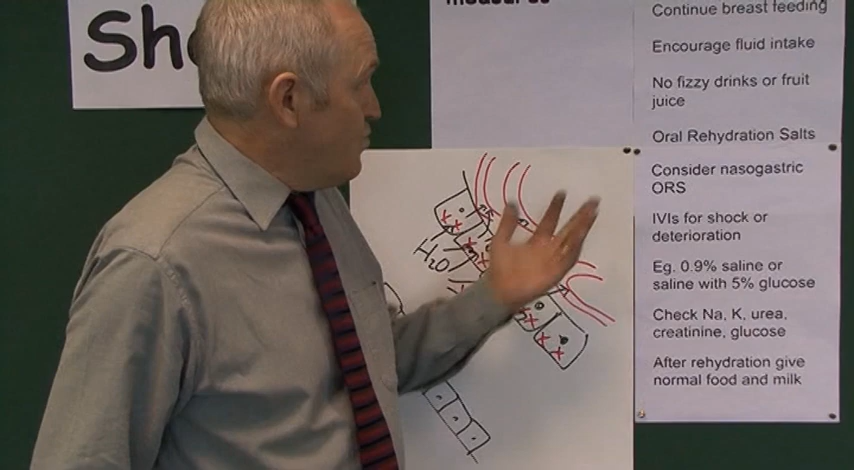 Sh
Continue breast feeding
Encourage fluid intake
No fizzy drinks or fruit
juice
Oral Rehydration Salts
Consider nasogastric
ORS
IVIs for shock or
deterioration
Eg. 0.9% saline or
saline with 5% glucose
Check Na, K, urea,
creatinine, glucose
After rehydration give
normal food and milk
H₂O